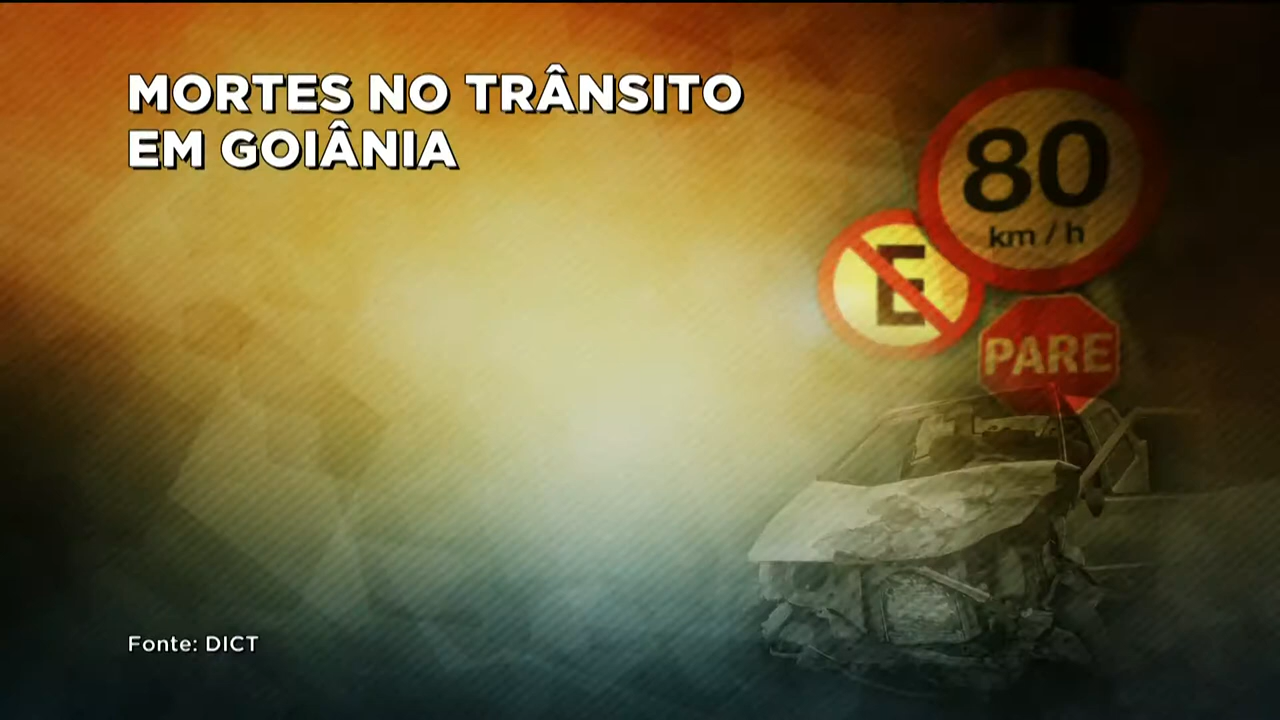 MORTES NO TRÂNSITO
EM GOIÂNIA
80
km / h
E
PARE
Fonte: DICT